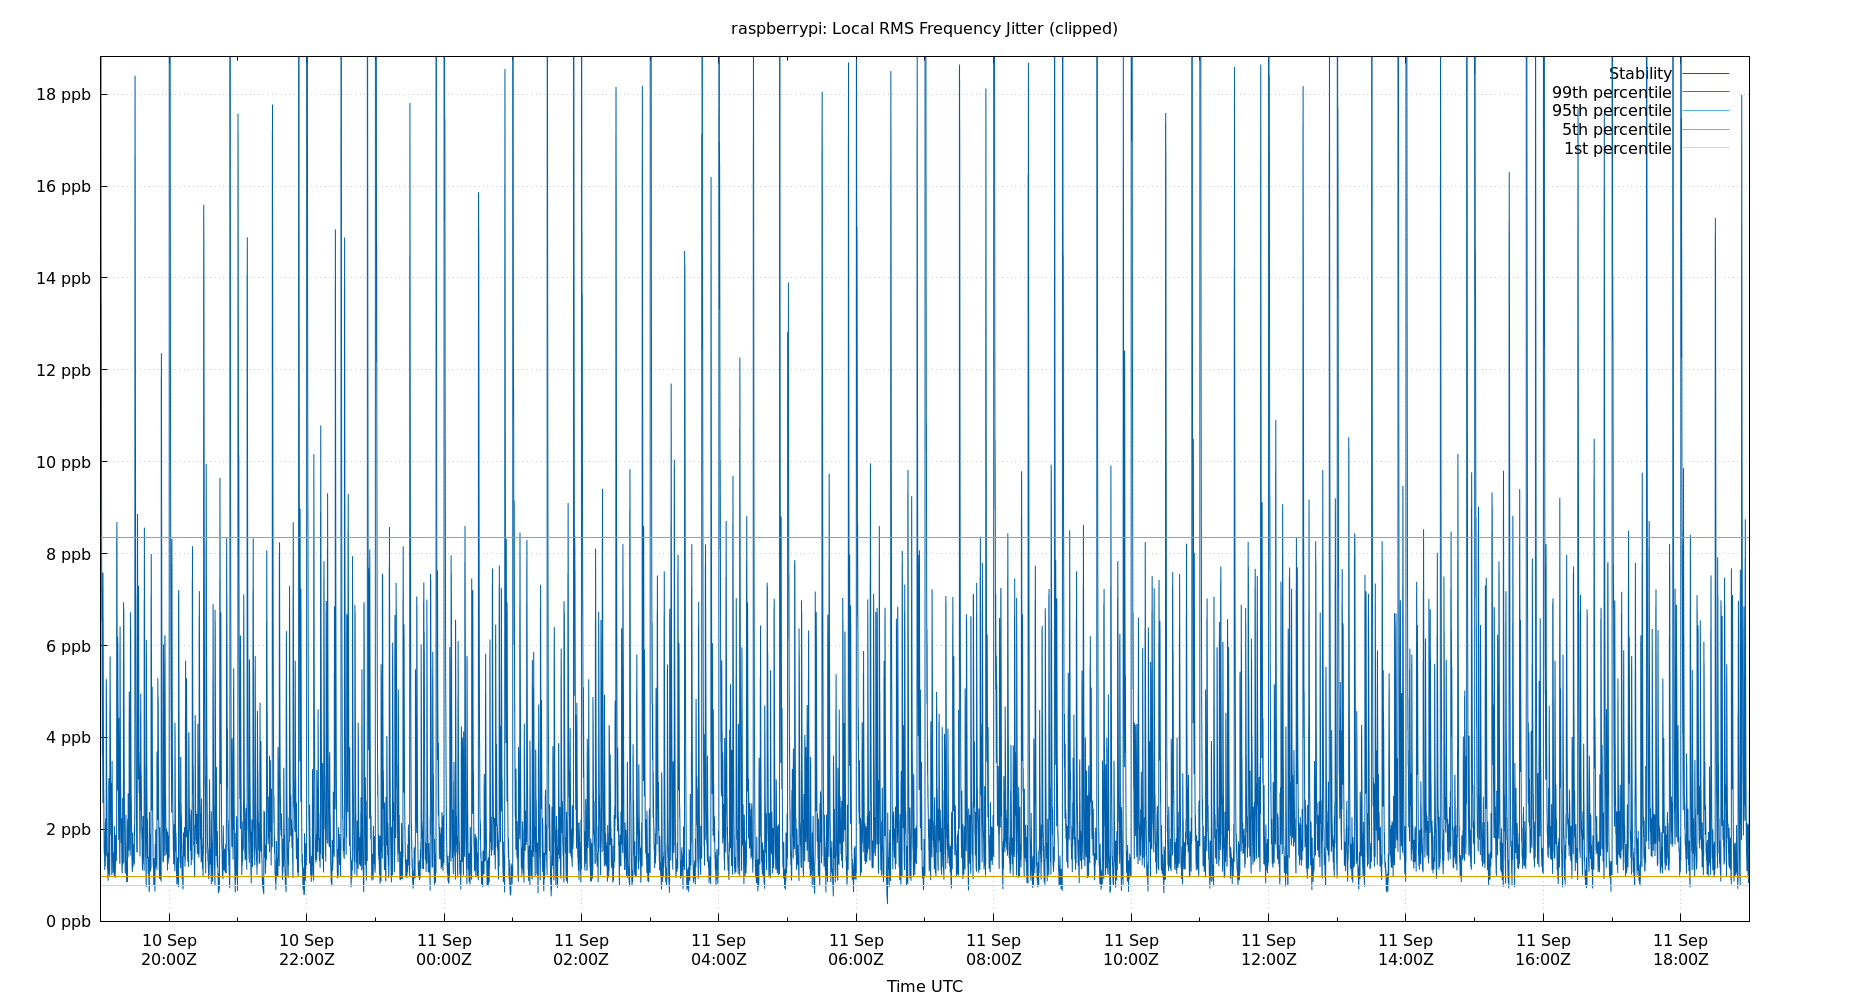 raspberrypi: Local RMS Frequency Jitter (clipped)
Stability
99th percentile
95th percentile
5th percentile
1st percentile
18 ppb
16 ppb
14 ppb
12 ppb
10 ppb
8 ppb
6 ppb
4 ppb
2 ppb
0 ppb
10 Sep 10 Sep 11 Sep 11 Sep 11 Sep 11 Sep 11 Sep 11 Sep 11 Sep 11 Sep 11 Sep 11 Sep
20:00Z 22:00Z 00:00Z 02:00Z 04:00Z 06:00Z 08:00Z 10:00Z 12:00Z 14:00Z 16:00Z 18:00Z
Time UTC